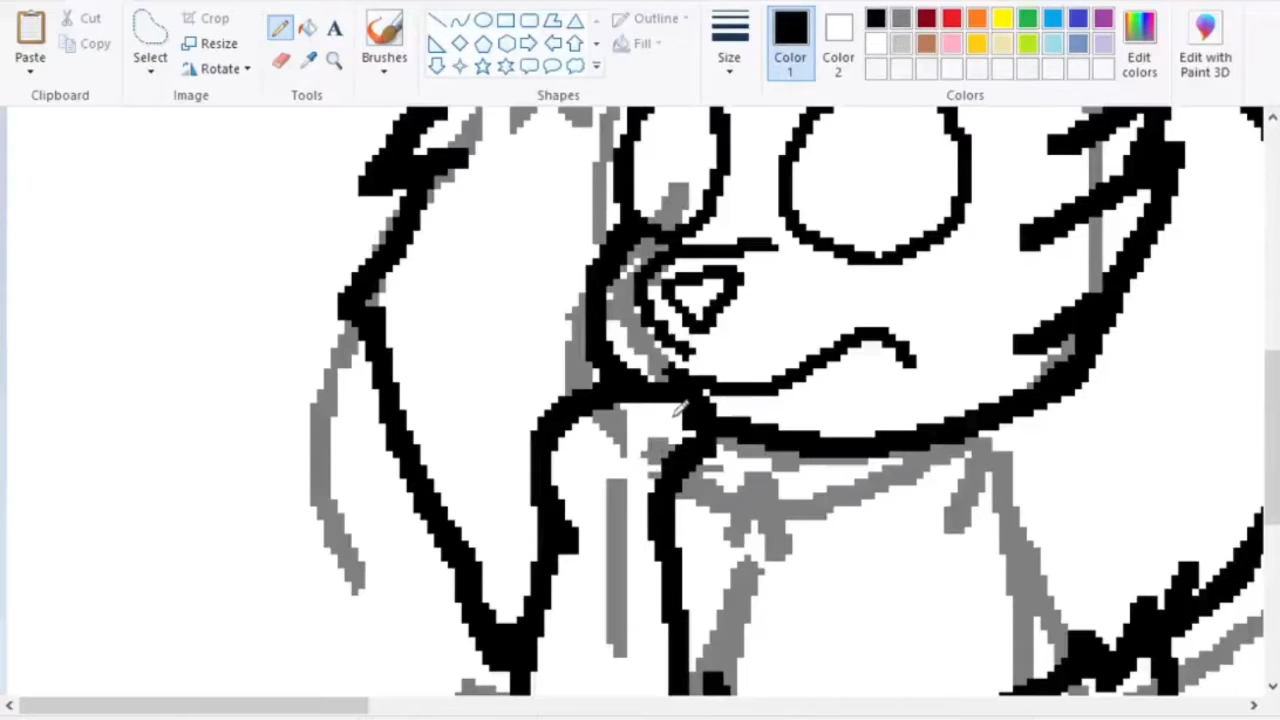 Cut
Copy
Paste
Clipboard
Select
Crop
Resize
Rotate
Image
A
Tools
Brushes
Outline
Fill
Shapes
Size
Color 1
Color 2
Edit colors
Edit with Paint 3D
Colors